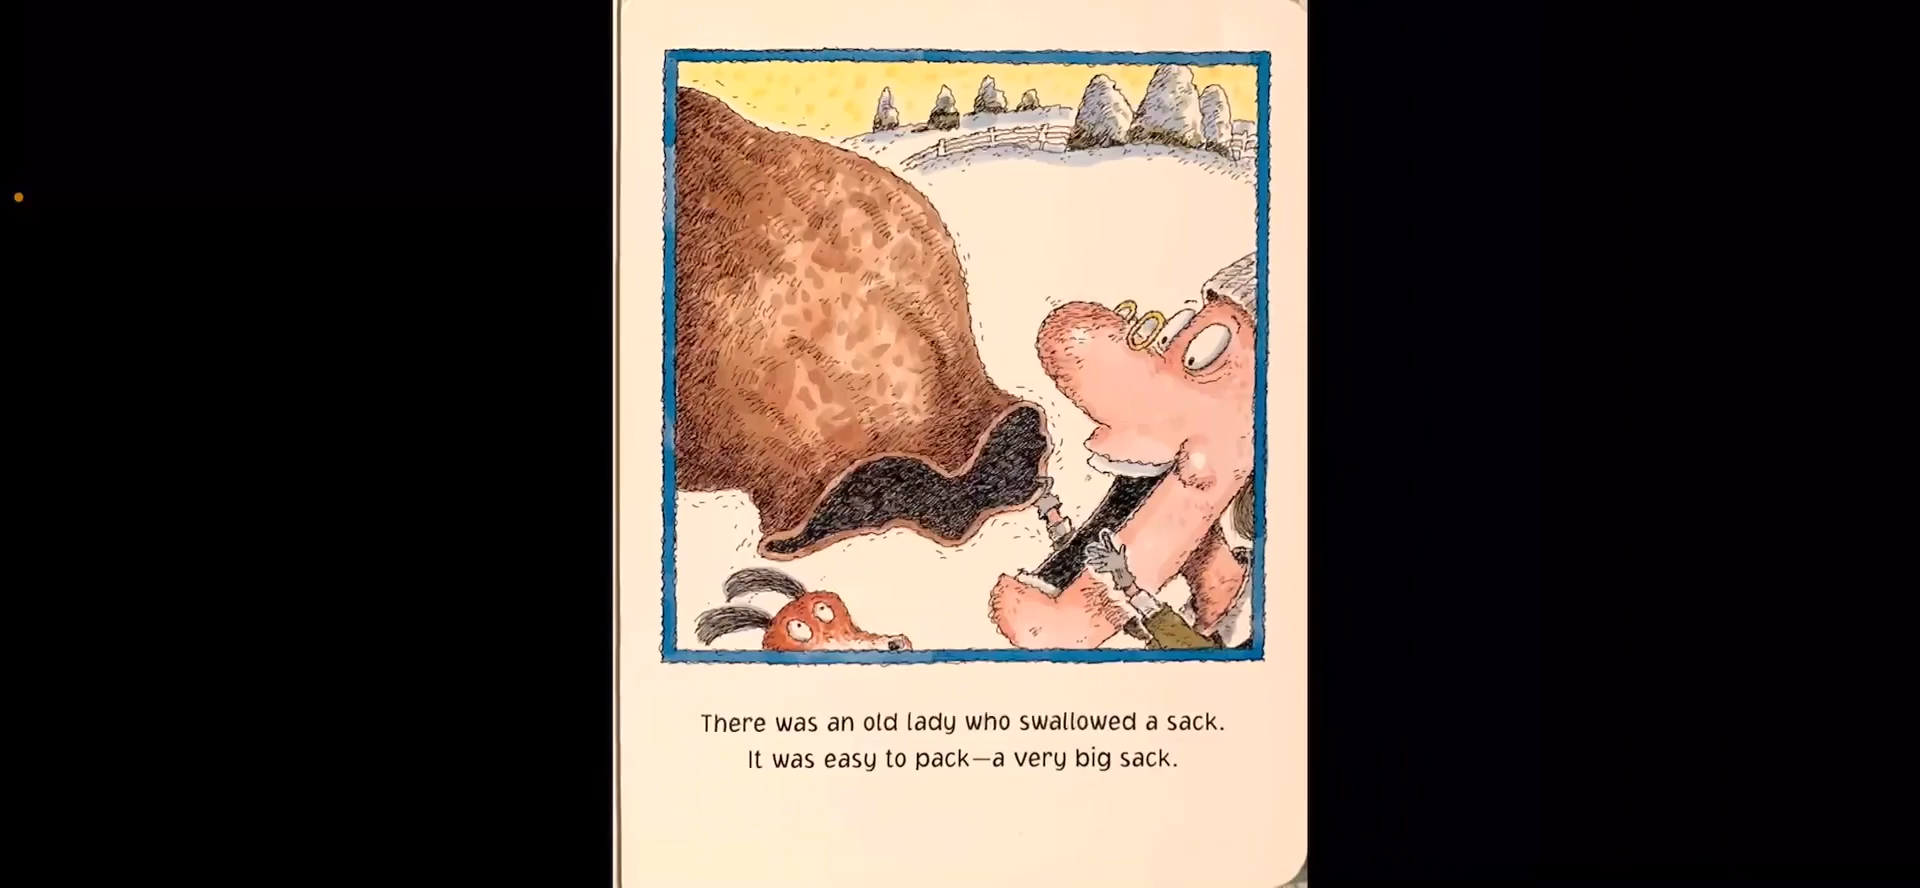 There was an old lady who swallowed a sack.
It was easy to pack—a very big sack.